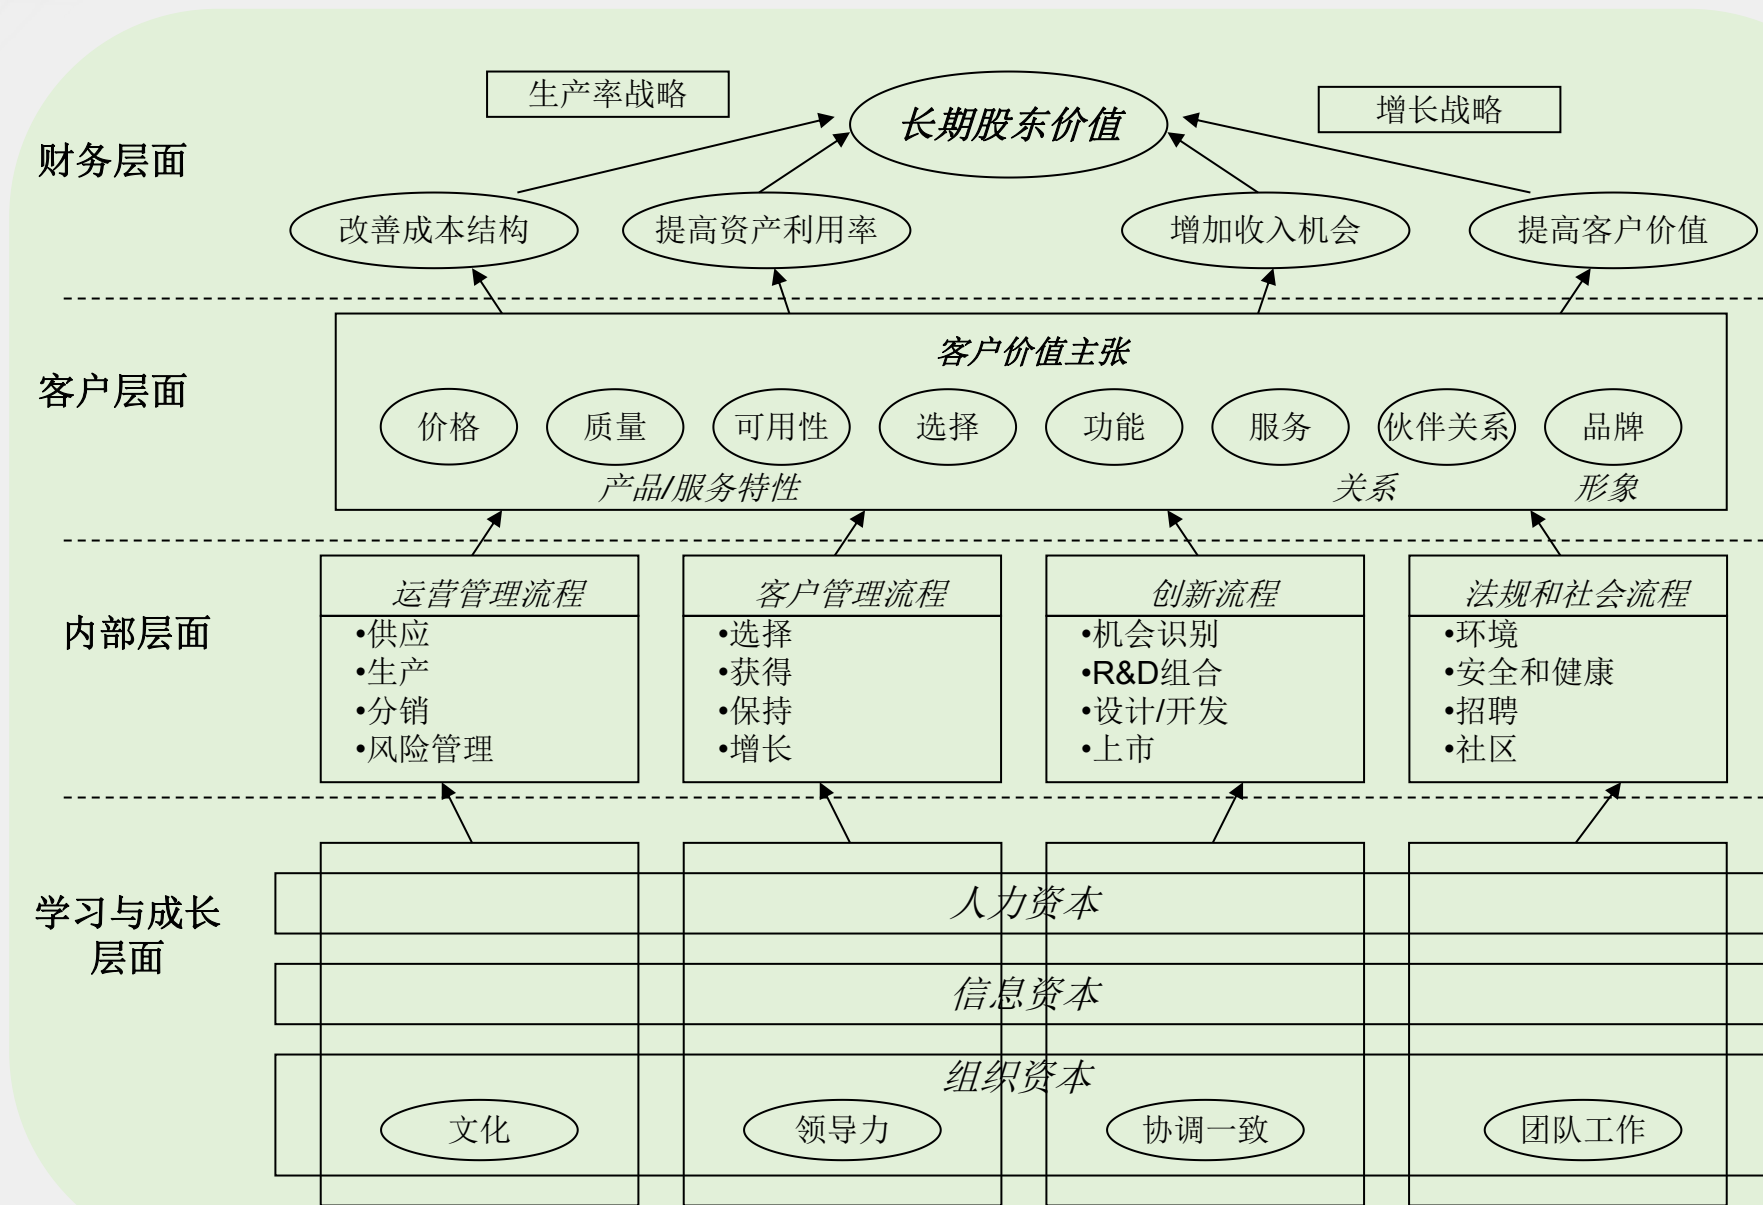 生产率战略
长期股东价值
增长战略
财务层面
改善成本结构
提高资产利用率
增加收入机会
提高客户价值
客户价值主张
客户层面
价格
质量
可用性
选择
功能
服务
伙伴关系
品牌
产品/服务特性
关系
形象
内部层面
运营管理流程
•供应
•生产
•分销
•风险管理
客户管理流程
•选择
•获得
•保持
•增长
创新流程
•机会识别
•R&D组合
•设计/开发
•上市
法规和社会流程
•环境
•安全和健康
•招聘
•社区
学习与成长
层面
人力资本
信息资本
组织资本
文化
领导力
协调一致
团队工作